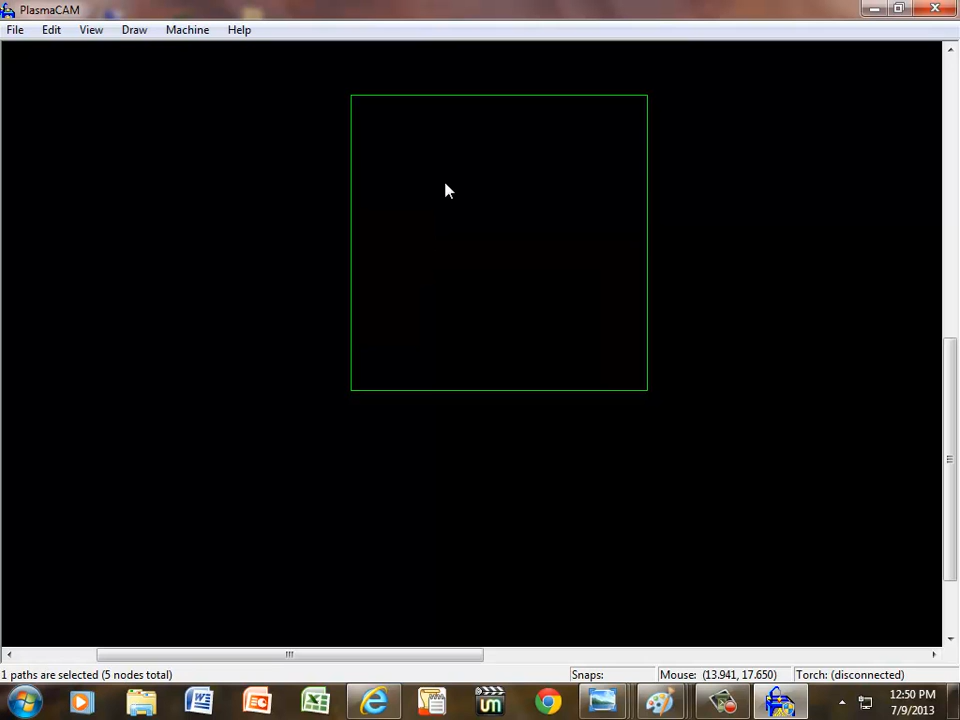 PlasmaCAM
File Edit View Draw Machine Help
1 paths are selected (5 nodes total) Snaps: Mouse: (13.941, 17.650) Torch: (disconnected)
um
12:50 PM
7/9/2013